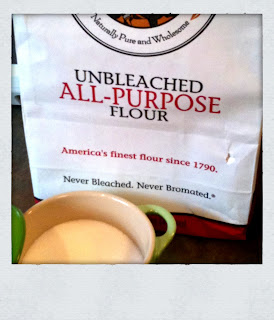 Naturally Pure and Wholesome
UNBLEACHED
ALL-PURPOSE
FLOUR
America's finest flour since 1790.
Never Bleached. Never Bromated.®